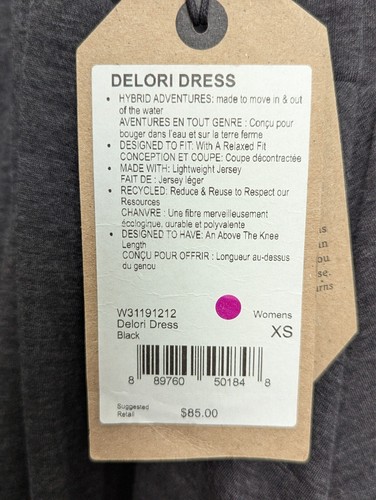 DELORI DRESS
• HYBRID ADVENTURES: made to move in & out
of the water
AVENTURES EN TOUT GENRE : Conçu pour
bouger dans l'eau et sur la terre ferme
• DESIGNED TO FIT: With A Relaxed Fit
CONCEPTION ET COUPE: Coupe décontractée
• MADE WITH: Lightweight Jersey
FAIT DE : Jersey léger
• RECYCLED: Reduce & Reuse to Respect our
Resources
CHANVRE : Une fibre merveilleusement
écologique, durable et polyvalente
• DESIGNED TO HAVE: An Above The Knee
Length
CONÇU POUR OFFRIR : Longueur au-dessus
du genou
W31191212
Womens
Delori Dress
XS
Black
8 89760 50184 8
Suggested
Retail
$85.00